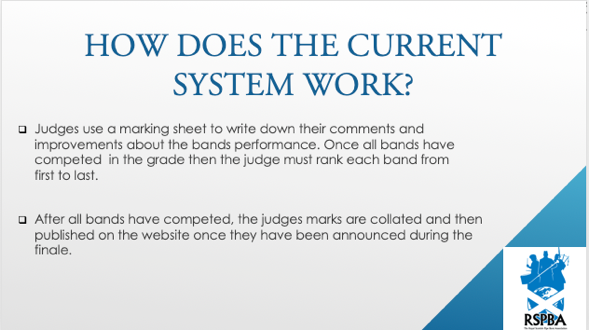 HOW DOES THE CURRENT
SYSTEM WORK?
Judges use a marking sheet to write down their comments and
improvements about the bands performance. Once all bands have
competed in the grade then the judge must rank each band from
first to last.
After all bands have competed, the judges marks are collated and then
published on the website once they have been announced during the
finale.
RSPBA